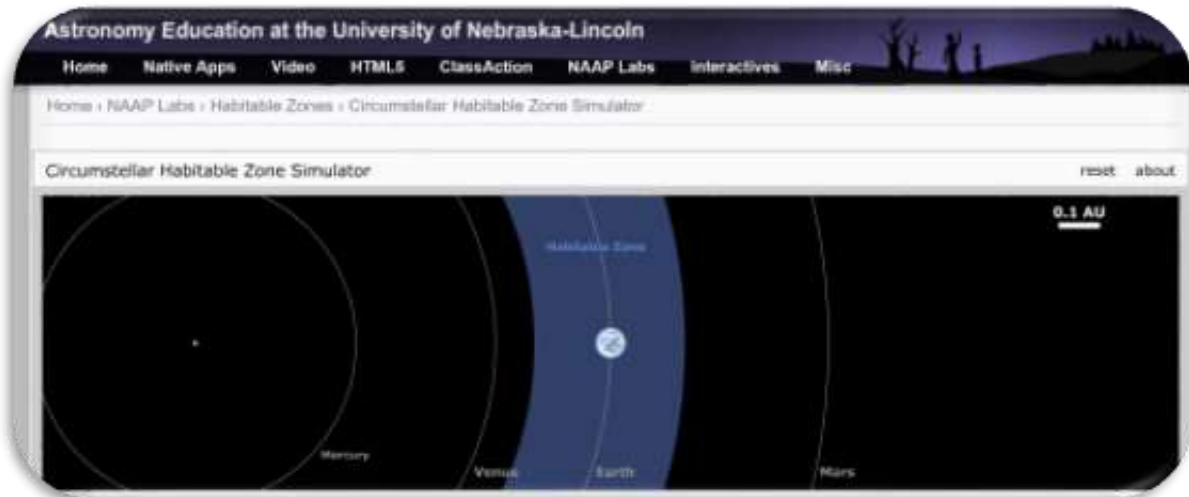 Astronomy Education at the University of Nebraska-Lincoln
Home Native Apps Video HTML5 ClassAction NAAP Labs Interactives Misc
Home › NAAP Labs › Habitable Zones › Circumstellar Habitable Zone Simulator
Circumstellar Habitable Zone Simulator reset about
0.1 AU
Habitable Zone
Mercury
Venus Earth Mars